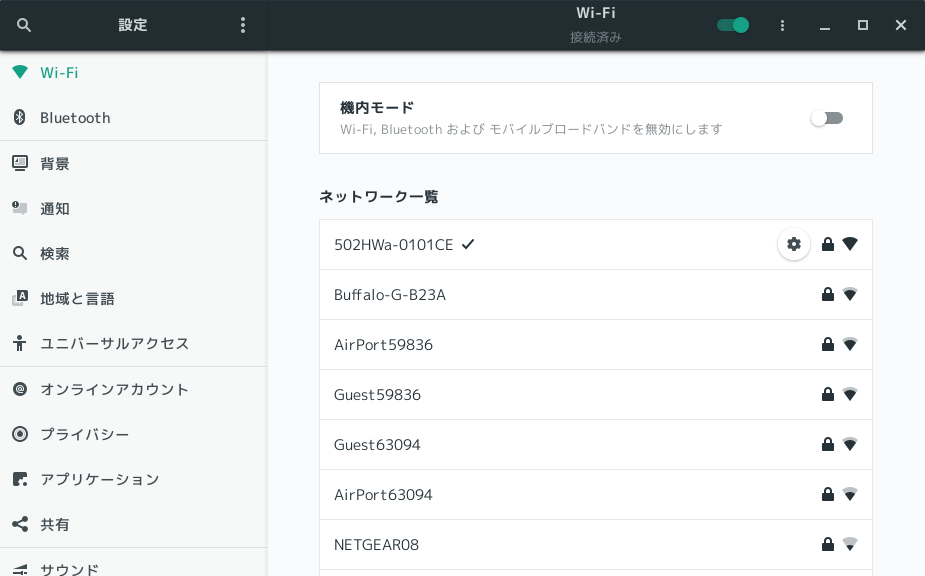 設定
Wi-Fi
接続済み
Wi-Fi
Bluetooth
背景
通知
検索
地域と言語
ユニバーサルアクセス
オンラインアカウント
プライバシー
アプリケーション
共有
サウンド
機内モード
Wi-Fi, Bluetooth および モバイルブロードバンドを無効にします
ネットワーク一覧
502HWa-0101CE
Buffalo-G-B23A
AirPort59836
Guest59836
Guest63094
AirPort63094
NETGEAR08